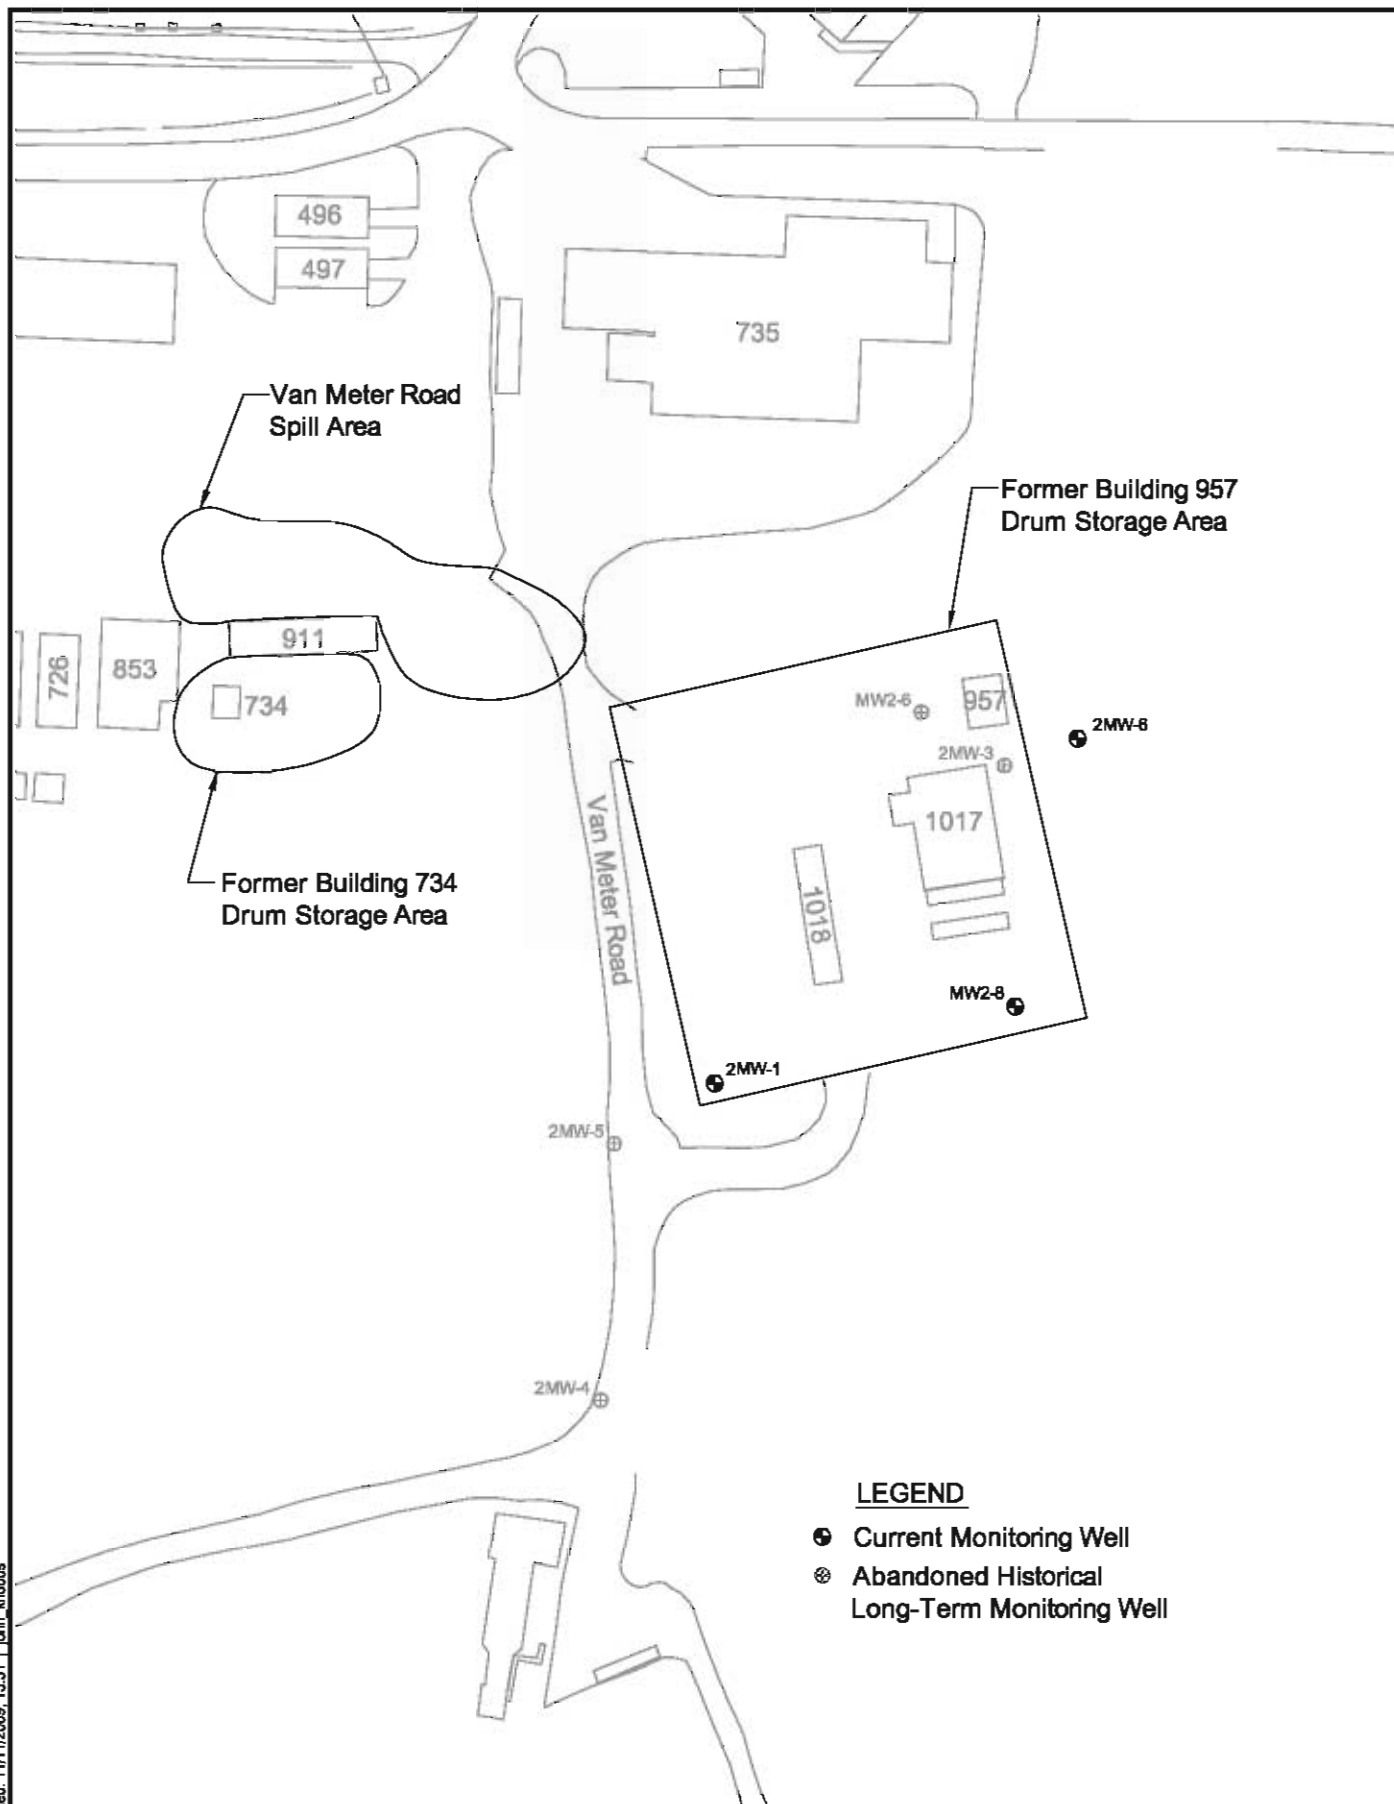 496
497
735
Van Meter Road
Spill Area
Former Building 957
Drum Storage Area
911
853
726
734
MW2-6
957
2MW-6
2MW-3
1017
Van Meter Road
1018
Former Building 734
Drum Storage Area
MW2-8
2MW-1
2MW-5
2MW-4
LEGEND
Current Monitoring Well
Abandoned Historical
Long-Term Monitoring Well